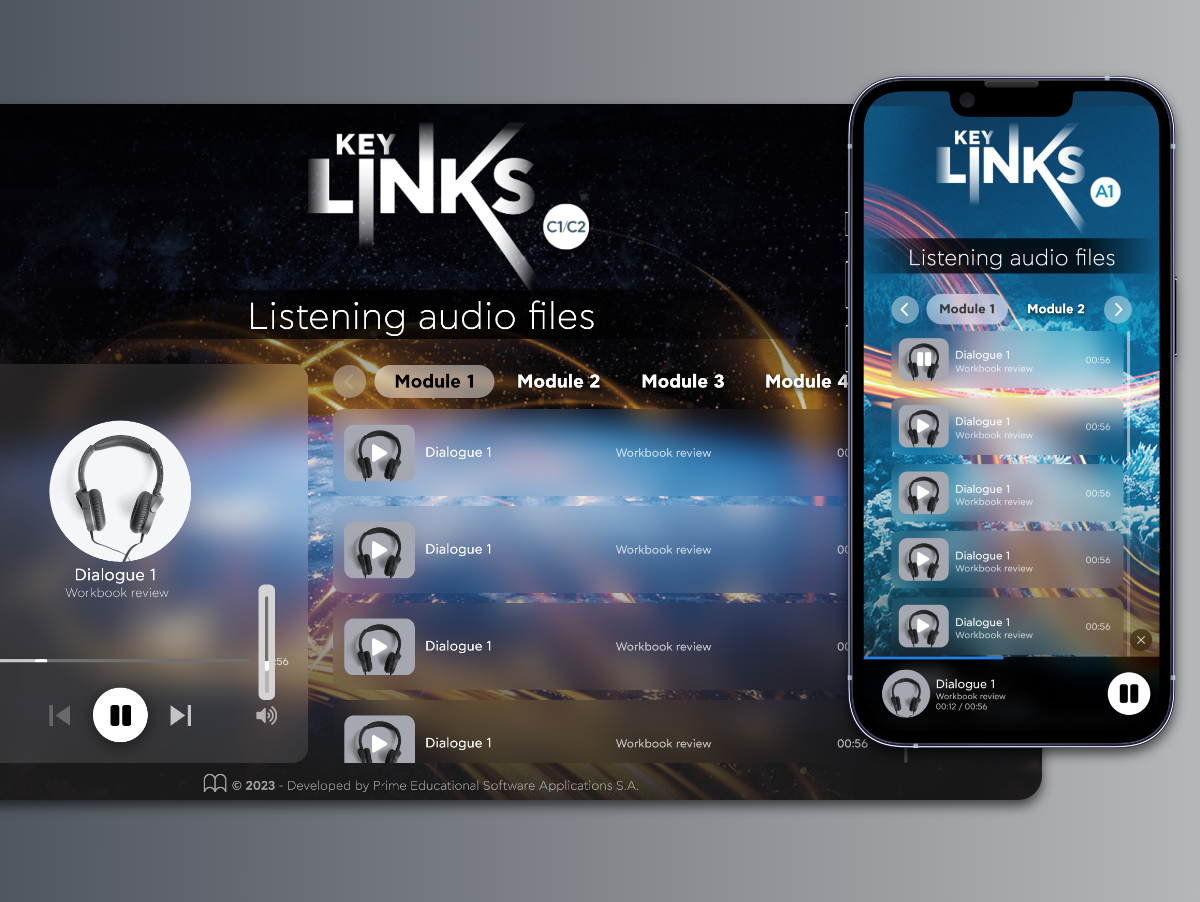 KEY
LINKS
C1/C2
Listening audio files
Module 1
Module 2
Module 3
Module 4
Dialogue 1
Workbook review
:56
Dialogue 1
Workbook review
00
Dialogue 1
Workbook review
00
Dialogue 1
Workbook review
00
Dialogue 1
Workbook review
00:56
© 2023 - Developed by Prime Educational Software Applications S.A.
KEY
LINKS
A1
Listening audio files
Module 1
Module 2
Dialogue 1
Workbook review
00:56
Dialogue 1
Workbook review
00:56
Dialogue 1
Workbook review
00:56
Dialogue 1
Workbook review
00:56
Dialogue 1
Workbook review
00:56
Dialogue 1
Workbook review
00:12 / 00:56